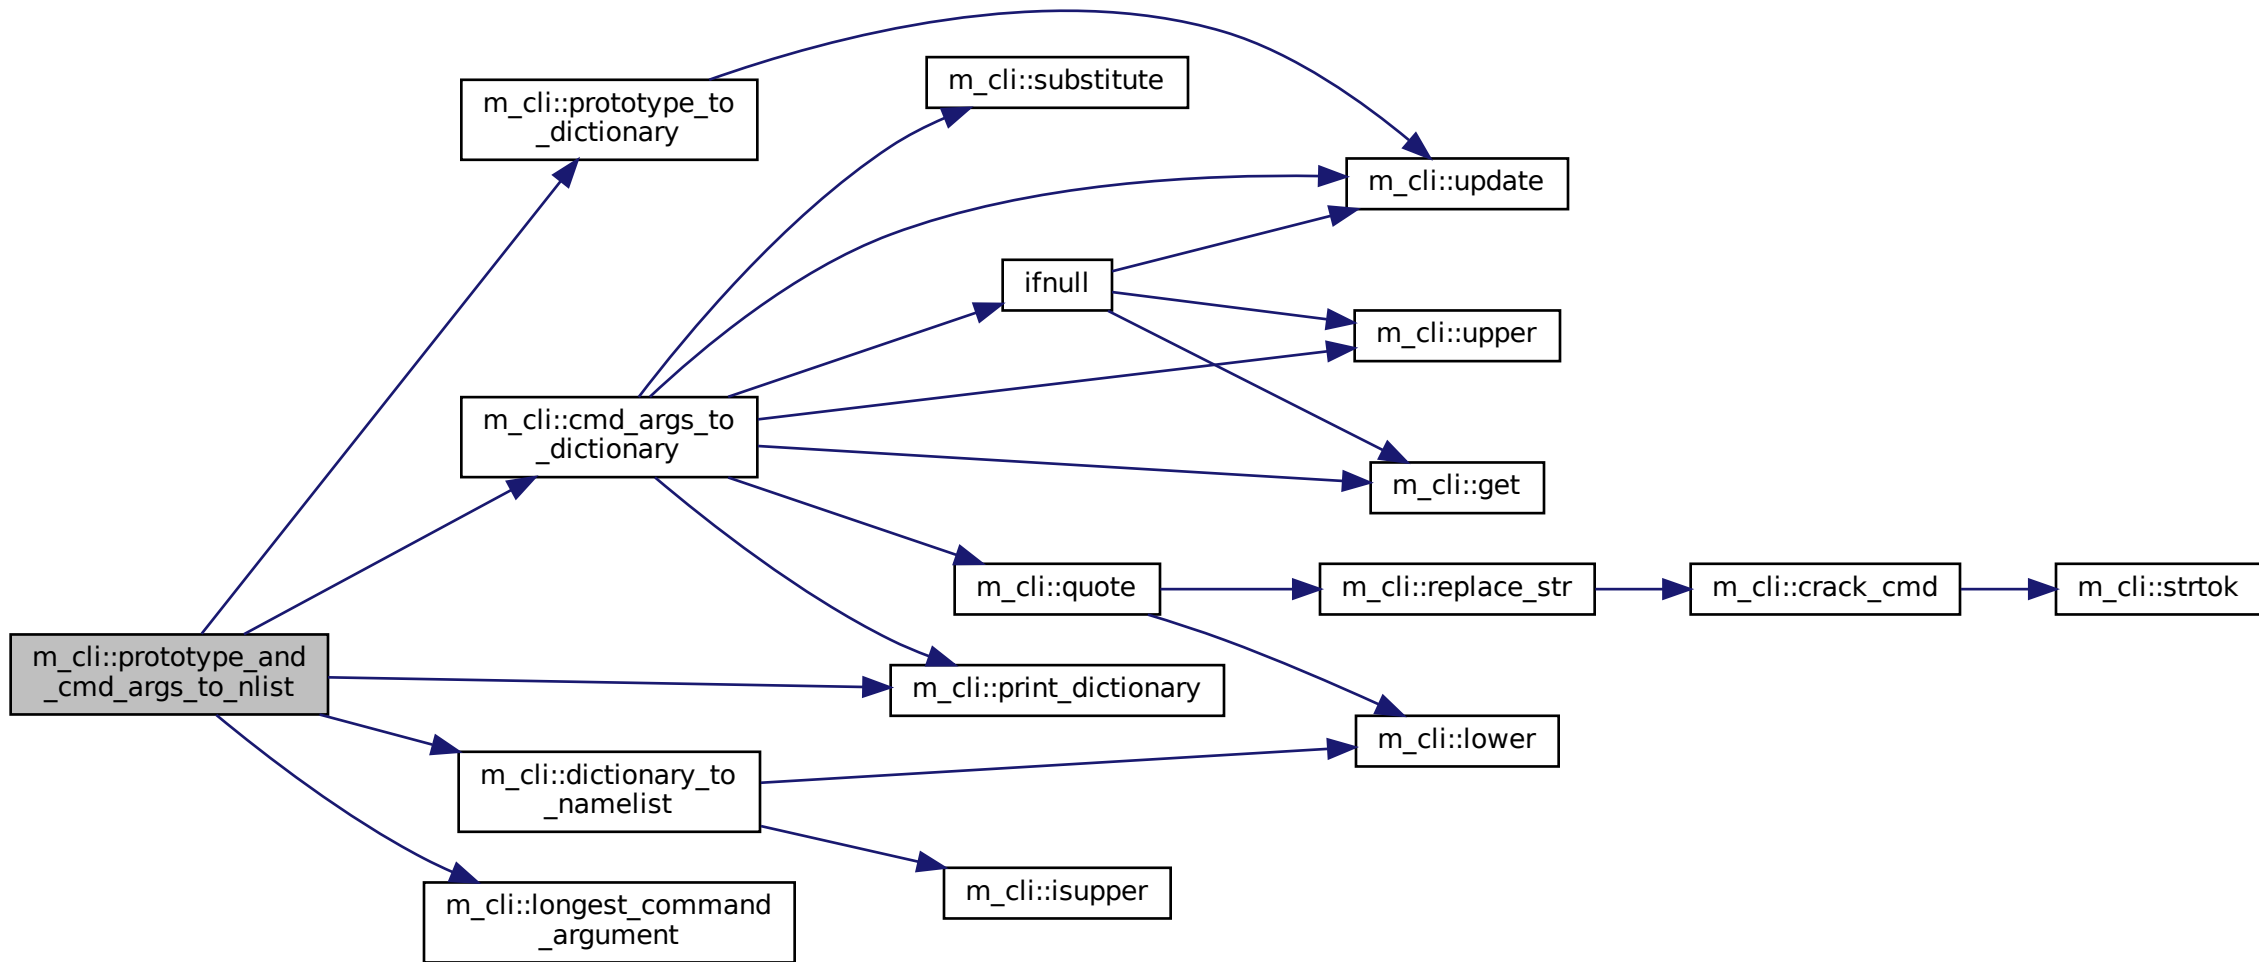 m_cli::prototype_and
_cmd_args_to_nlist
m_cli::prototype_to
_dictionary
m_cli::cmd_args_to
_dictionary
m_cli::dictionary_to
_namelist
m_cli::longest_command
_argument
m_cli::substitute
ifnull
m_cli::quote
m_cli::print_dictionary
m_cli::isupper
m_cli::update
m_cli::upper
m_cli::get
m_cli::replace_str
m_cli::lower
m_cli::crack_cmd
m_cli::strtok